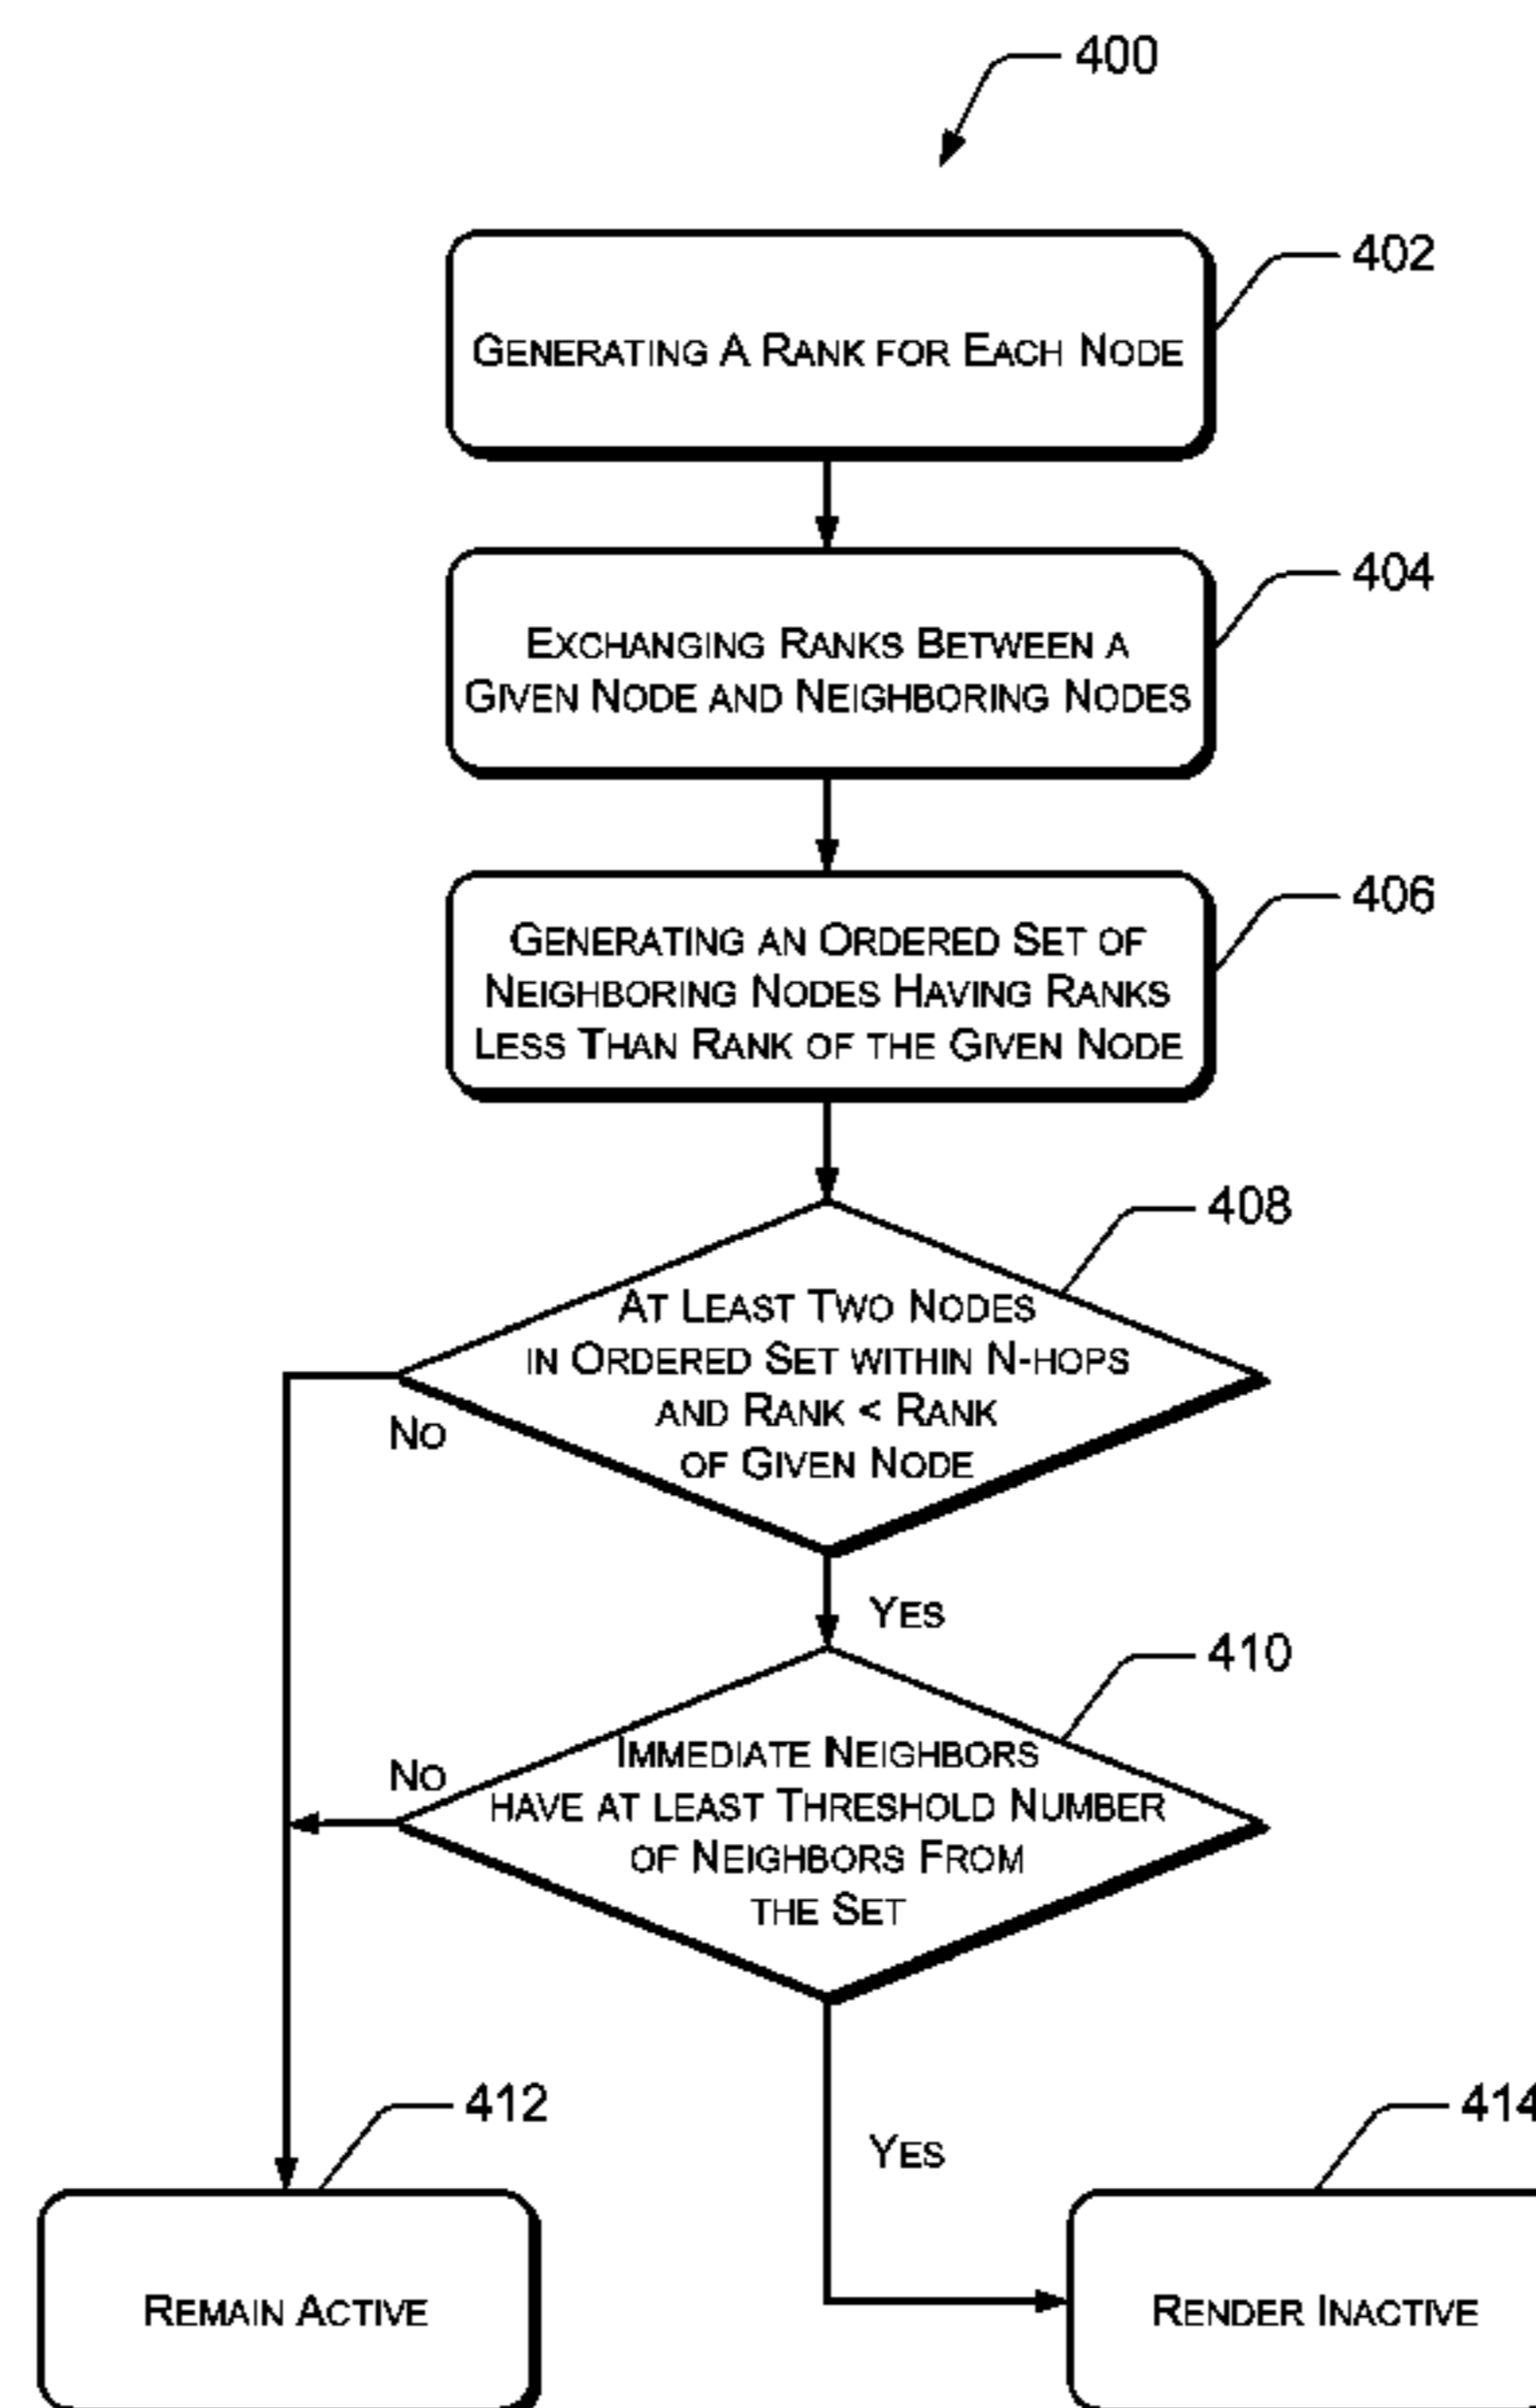 400
402
GENERATING A RANK FOR EACH NODE
404
EXCHANGING RANKS BETWEEN A
GIVEN NODE AND NEIGHBORING NODES
406
GENERATING AN ORDERED SET OF
NEIGHBORING NODES HAVING RANKS
LESS THAN RANK OF THE GIVEN NODE
408
AT LEAST TWO NODES
IN ORDERED SET WITHIN N-HOPS
AND RANK < RANK
OF GIVEN NODE
NO
YES
410
IMMEDIATE NEIGHBORS
HAVE AT LEAST THRESHOLD NUMBER
OF NEIGHBORS FROM
THE SET
NO
YES
412
REMAIN ACTIVE
414
RENDER INACTIVE